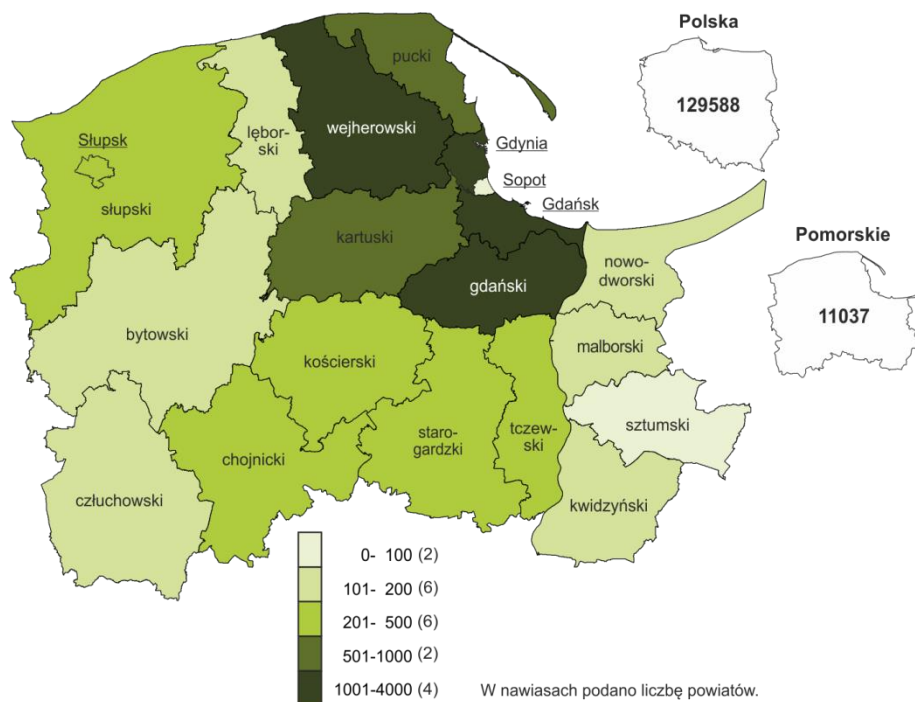 Polska
129588
pucki
wejherowski
lębor-
ski
Słupsk
słupski
Gdynia
Sopot
Gdańsk
kartuski
gdański
nowo-
dworski
Pomorskie
11037
bytowski
malborski
kościerski
sztumski
staro-
gardzki
tczew-
ski
chojnicki
człuchowski
kwidzyński
0- 100 (2)
101- 200 (6)
201- 500 (6)
501-1000 (2)
1001-4000 (4)
W nawiasach podano liczbę powiatów.